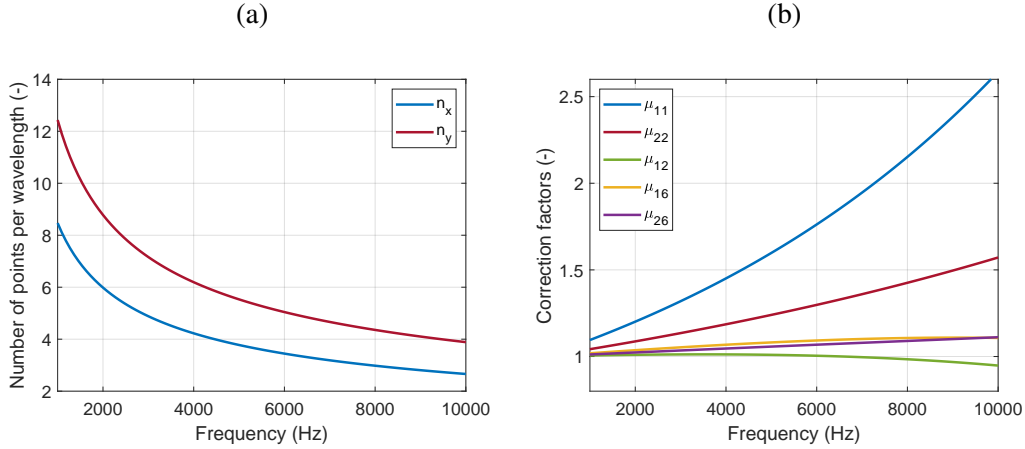 (a)
(b)
Number of points per wavelength (-)
14
12
10
8
6
4
2
2000 4000 6000 8000 10000
Frequency (Hz)
n_x
n_y
Correction factors (-)
2.5
2
1.5
1
2000 4000 6000 8000 10000
Frequency (Hz)
μ_11
μ_22
μ_12
μ_16
μ_26